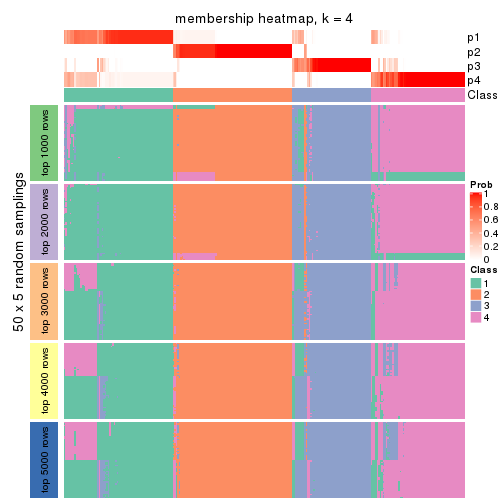 membership heatmap, k = 4
p1
p2
p3
p4
Class
50 x 5 random samplings
top 1000 rows
top 2000 rows
top 3000 rows
top 4000 rows
top 5000 rows
Prob
1
0.8
0.6
0.4
0.2
0
Class
1
2
3
4